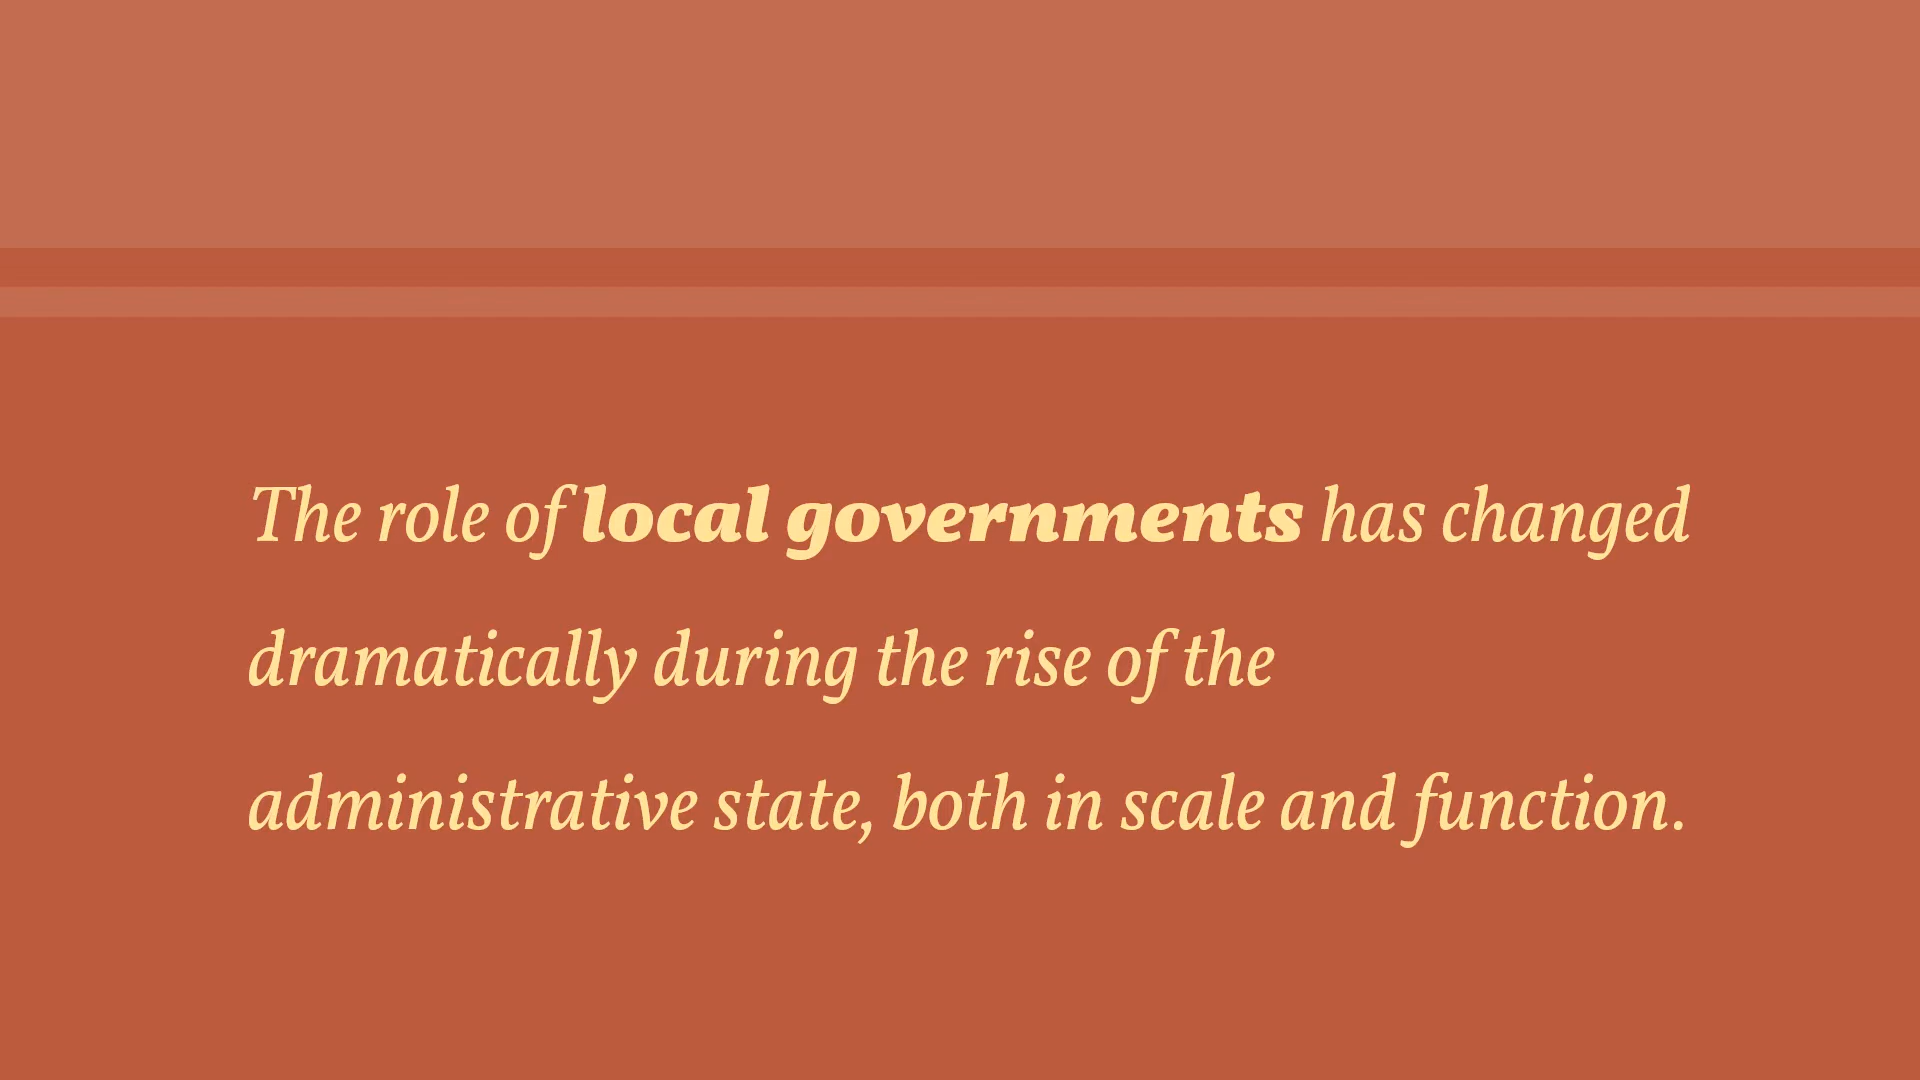 The role of local governments has changed
dramatically during the rise of the
administrative state, both in scale and function.